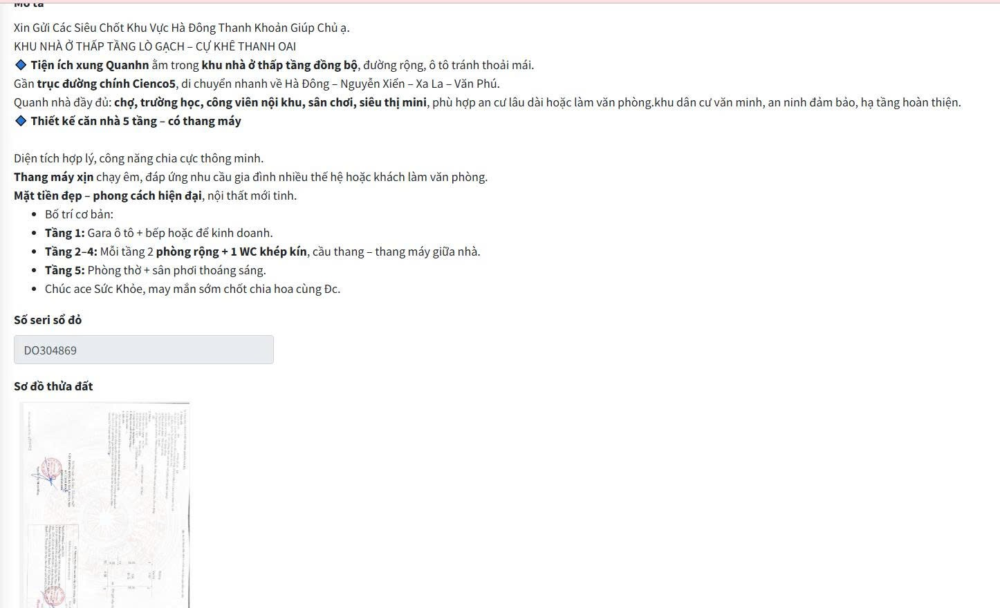 Mô tả
Xin Gửi Các Siêu Chốt Khu Vực Hà Đông Thanh Khoản Giúp Chủ ạ.
KHU NHÀ Ở THẤP TẦNG LÒ GẠCH – CỰ KHÊ THANH OAI
Tiện ích xung Quanhn ằm trong khu nhà ở thấp tầng đồng bộ, đường rộng, ô tô tránh thoải mái.
Gần trục đường chính Cienco5, di chuyển nhanh về Hà Đông – Nguyễn Xiển – Xa La – Văn Phú.
Quanh nhà đầy đủ: chợ, trường học, công viên nội khu, sân chơi, siêu thị mini, phù hợp an cư lâu dài hoặc làm văn phòng.khu dân cư văn minh, an ninh đảm bảo, hạ tầng hoàn thiện.
Thiết kế căn nhà 5 tầng – có thang máy
Diện tích hợp lý, công năng chia cực thông minh.
Thang máy xịn chạy êm, đáp ứng nhu cầu gia đình nhiều thế hệ hoặc khách làm văn phòng.
Mặt tiền đẹp – phong cách hiện đại, nội thất mới tinh.
• Bố trí cơ bản:
• Tầng 1: Gara ô tô + bếp hoặc để kinh doanh.
• Tầng 2–4: Mỗi tầng 2 phòng rộng + 1 WC khép kín, cầu thang – thang máy giữa nhà.
• Tầng 5: Phòng thờ + sân phơi thoáng sáng.
• Chúc ace Sức Khỏe, may mắn sớm chốt chia hoa cùng Đc.
Số seri sổ đỏ
DO304869
Sơ đồ thửa đất